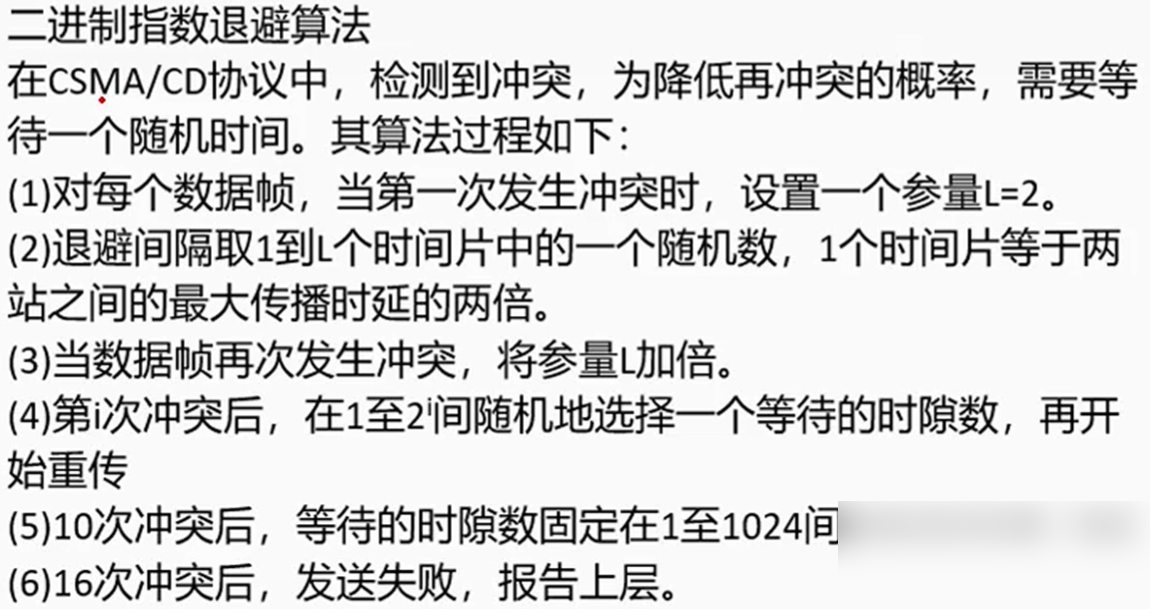 二进制指数退避算法
在CSMA/CD协议中，检测到冲突，为降低再冲突的概率，需要等
待一个随机时间。其算法过程如下：
(1)对每个数据帧，当第一次发生冲突时，设置一个参量L=2。
(2)退避间隔取1到L个时间片中的一个随机数，1个时间片等于两
站之间的最大传播时延的两倍。
(3)当数据帧再次发生冲突，将参量L加倍。
(4)第i次冲突后，在1至2ⁱ间随机地选择一个等待的时隙数，再开
始重传
(5)10次冲突后，等待的时隙数固定在1至1024间
(6)16次冲突后，发送失败，报告上层。